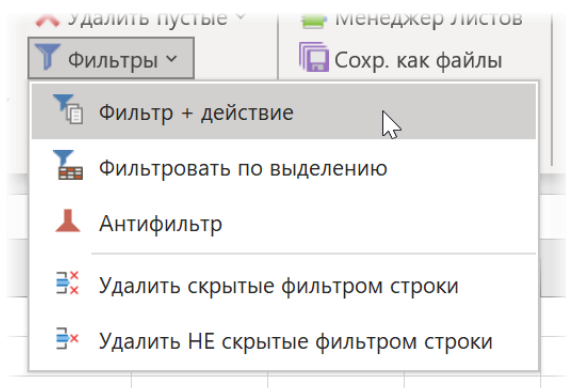 Удалить пустые
Менеджер Листов
Фильтры
Сохр. как файлы
Фильтр + действие
Фильтровать по выделению
Антифильтр
Удалить скрытые фильтром строки
Удалить НЕ скрытые фильтром строки